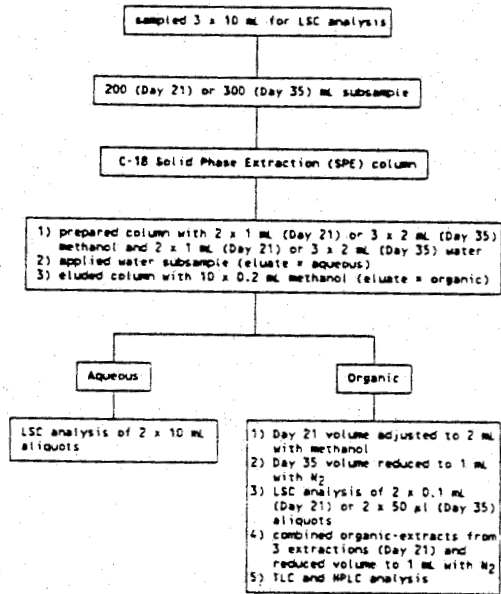 sampled 3 x 10 mL for LSC analysis
200 (Day 21) or 300 (Day 35) mL subsample
C-18 Solid Phase Extraction (SPE) column
1) prepared column with 2 x 1 mL (Day 21) or 3 x 2 mL (Day 35)
methanol and 2 x 1 mL (Day 21) or 3 x 2 mL (Day 35) water
2) applied water subsample (eluate = aqueous)
3) eluded column with 10 x 0.2 mL methanol (eluate = organic)
Aqueous
LSC analysis of 2 x 10 mL
aliquots
Organic
1) Day 21 volume adjusted to 2 mL
with methanol
2) Day 35 volume reduced to 1 mL
with N2
3) LSC analysis of 2 x 0.1 mL
(Day 21) or 2 x 50 µl (Day 35)
aliquots
4) combined organic-extracts from
3 extractions (Day 21) and
reduced volume to 1 mL with N2
5) TLC and HPLC analysis